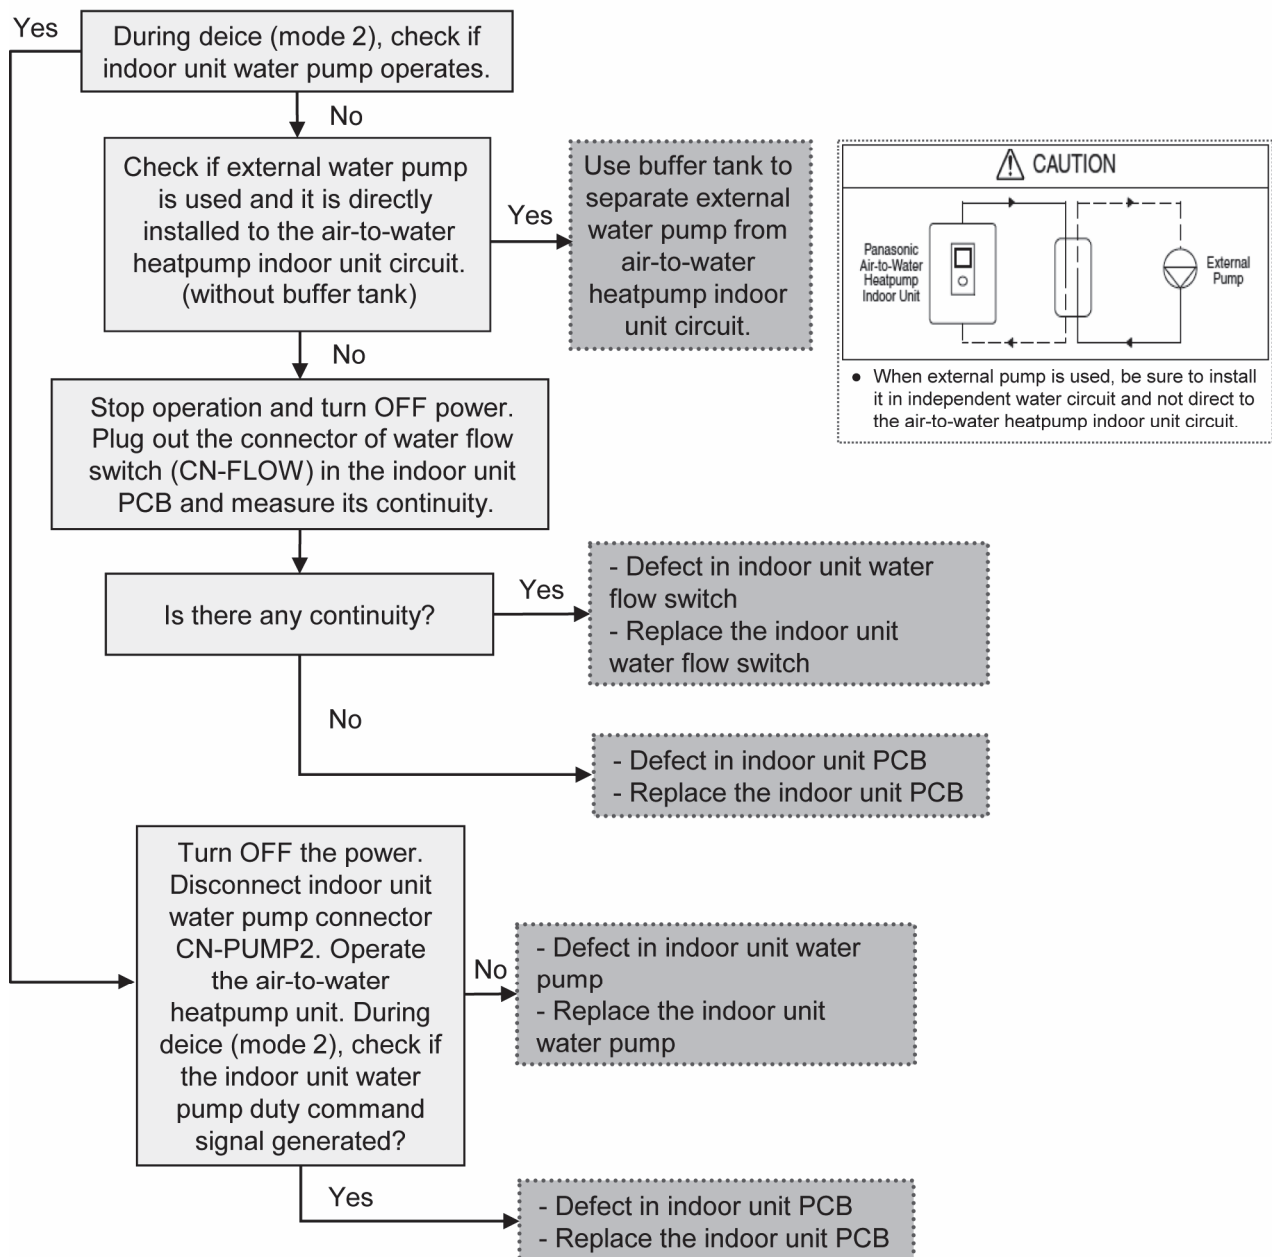 Yes
During deice (mode 2), check if
indoor unit water pump operates.
No
Check if external water pump
is used and it is directly
installed to the air-to-water
heatpump indoor unit circuit.
(without buffer tank)
Yes
Use buffer tank to
separate external
water pump from
air-to-water
heatpump indoor
unit circuit.
CAUTION
Panasonic
Air-to-Water
Heatpump
Indoor Unit
External
Pump
● When external pump is used, be sure to install
it in independent water circuit and not direct to
the air-to-water heatpump indoor unit circuit.
No
Stop operation and turn OFF power.
Plug out the connector of water flow
switch (CN-FLOW) in the indoor unit
PCB and measure its continuity.
Is there any continuity?
Yes
- Defect in indoor unit water
flow switch
- Replace the indoor unit
water flow switch
No
- Defect in indoor unit PCB
- Replace the indoor unit PCB
Turn OFF the power.
Disconnect indoor unit
water pump connector
CN-PUMP2. Operate
the air-to-water
heatpump unit. During
deice (mode 2), check if
the indoor unit water
pump duty command
signal generated?
No
- Defect in indoor unit water
pump
- Replace the indoor unit
water pump
Yes
- Defect in indoor unit PCB
- Replace the indoor unit PCB